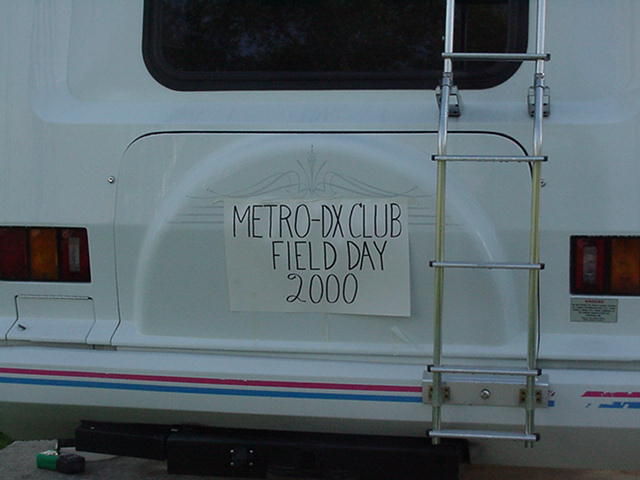 METRO-DX CLUB
FIELD DAY
2000